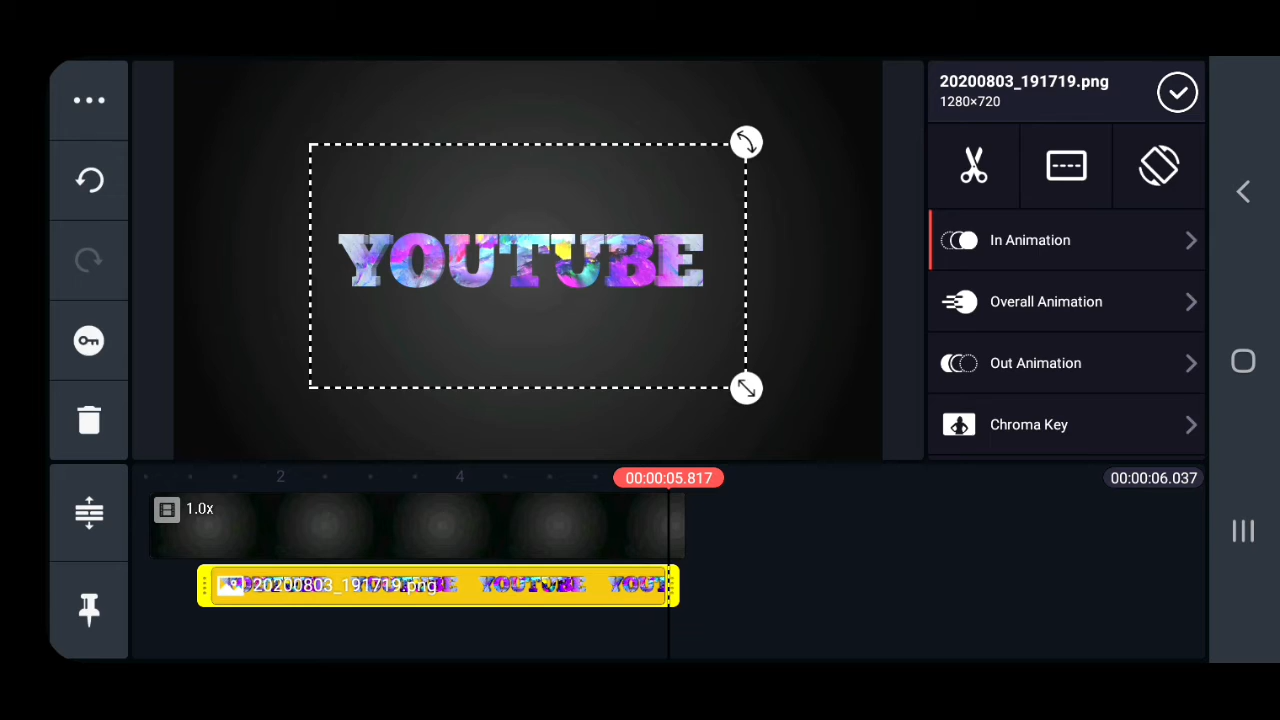 20200803_191719.png
1280×720
YOUTUBE
In Animation
Overall Animation
Out Animation
Chroma Key
2
4
00:00:05.817
00:00:06.037
1.0x
20200803_191719.png